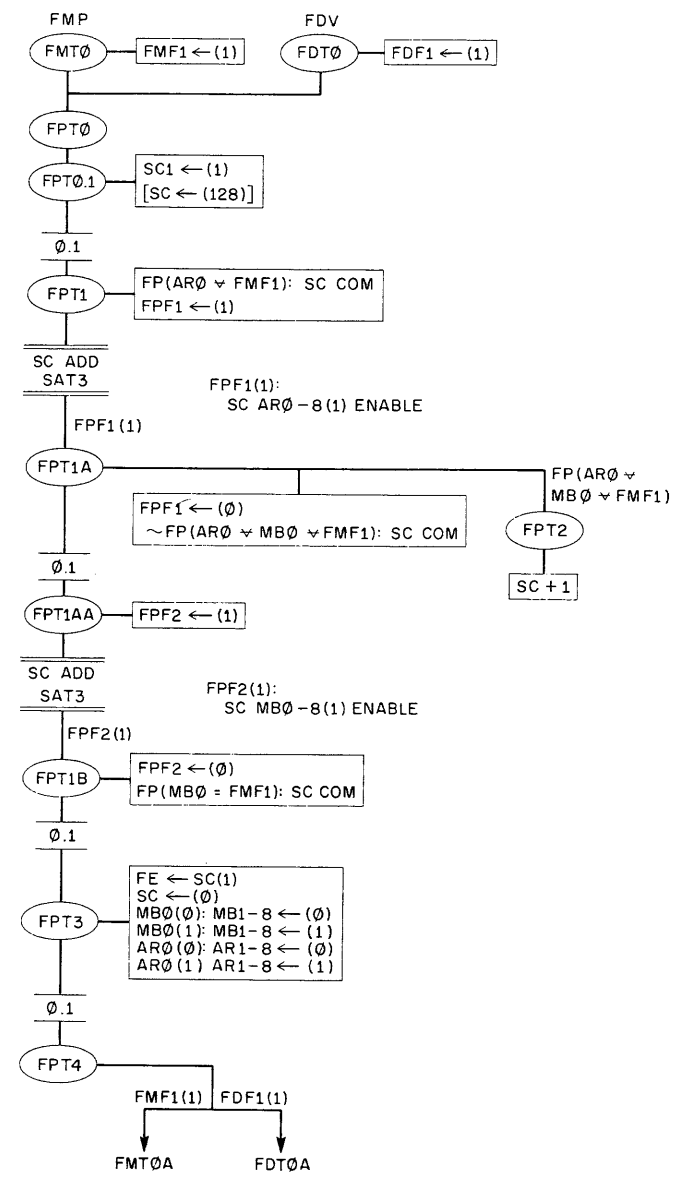 FMP
FDV
FMTØ
FMF1 ← (1)
FDTØ
FDF1 ← (1)
FPTØ
FPTØ.1
SC1 ← (1)
[SC ← (128)]
Ø.1
FPT1
FP(ARØ ⩒ FMF1): SC COM
FPF1 ← (1)
SC ADD
SAT3
FPF1(1):
SC ARØ-8(1) ENABLE
FPF1(1)
FPT1A
FP(ARØ ⩒
MBØ ⩒ FMF1)
FPF1 ← (Ø)
~FP(ARØ ⩒ MBØ ⩒ FMF1): SC COM
FPT2
SC + 1
Ø.1
FPT1AA
FPF2 ← (1)
SC ADD
SAT3
FPF2(1):
SC MBØ-8(1) ENABLE
FPF2(1)
FPT1B
FPF2 ← (Ø)
FP(MBØ = FMF1): SC COM
Ø.1
FPT3
FE ← SC(1)
SC ← (Ø)
MBØ(Ø): MB1-8 ← (Ø)
MBØ(1): MB1-8 ← (1)
ARØ(Ø): AR1-8 ← (Ø)
ARØ(1) AR1-8 ← (1)
Ø.1
FPT4
FMF1(1)
FDF1(1)
FMTØA
FDTØA